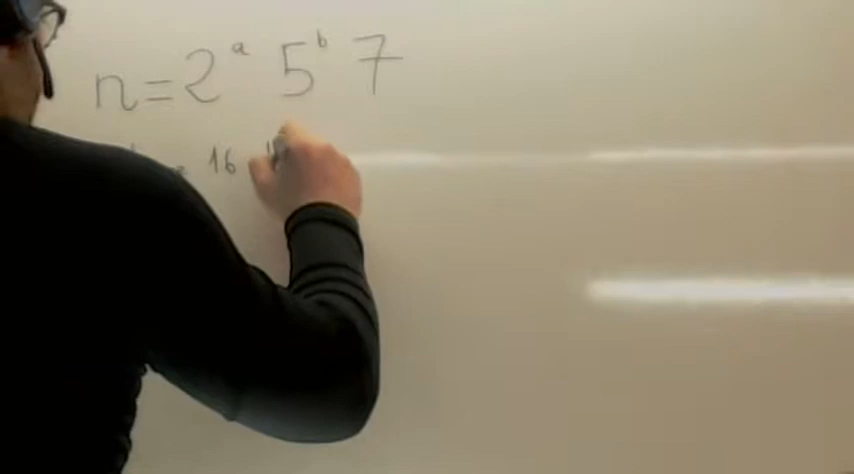 n = 2^a 5^b 7
= 16